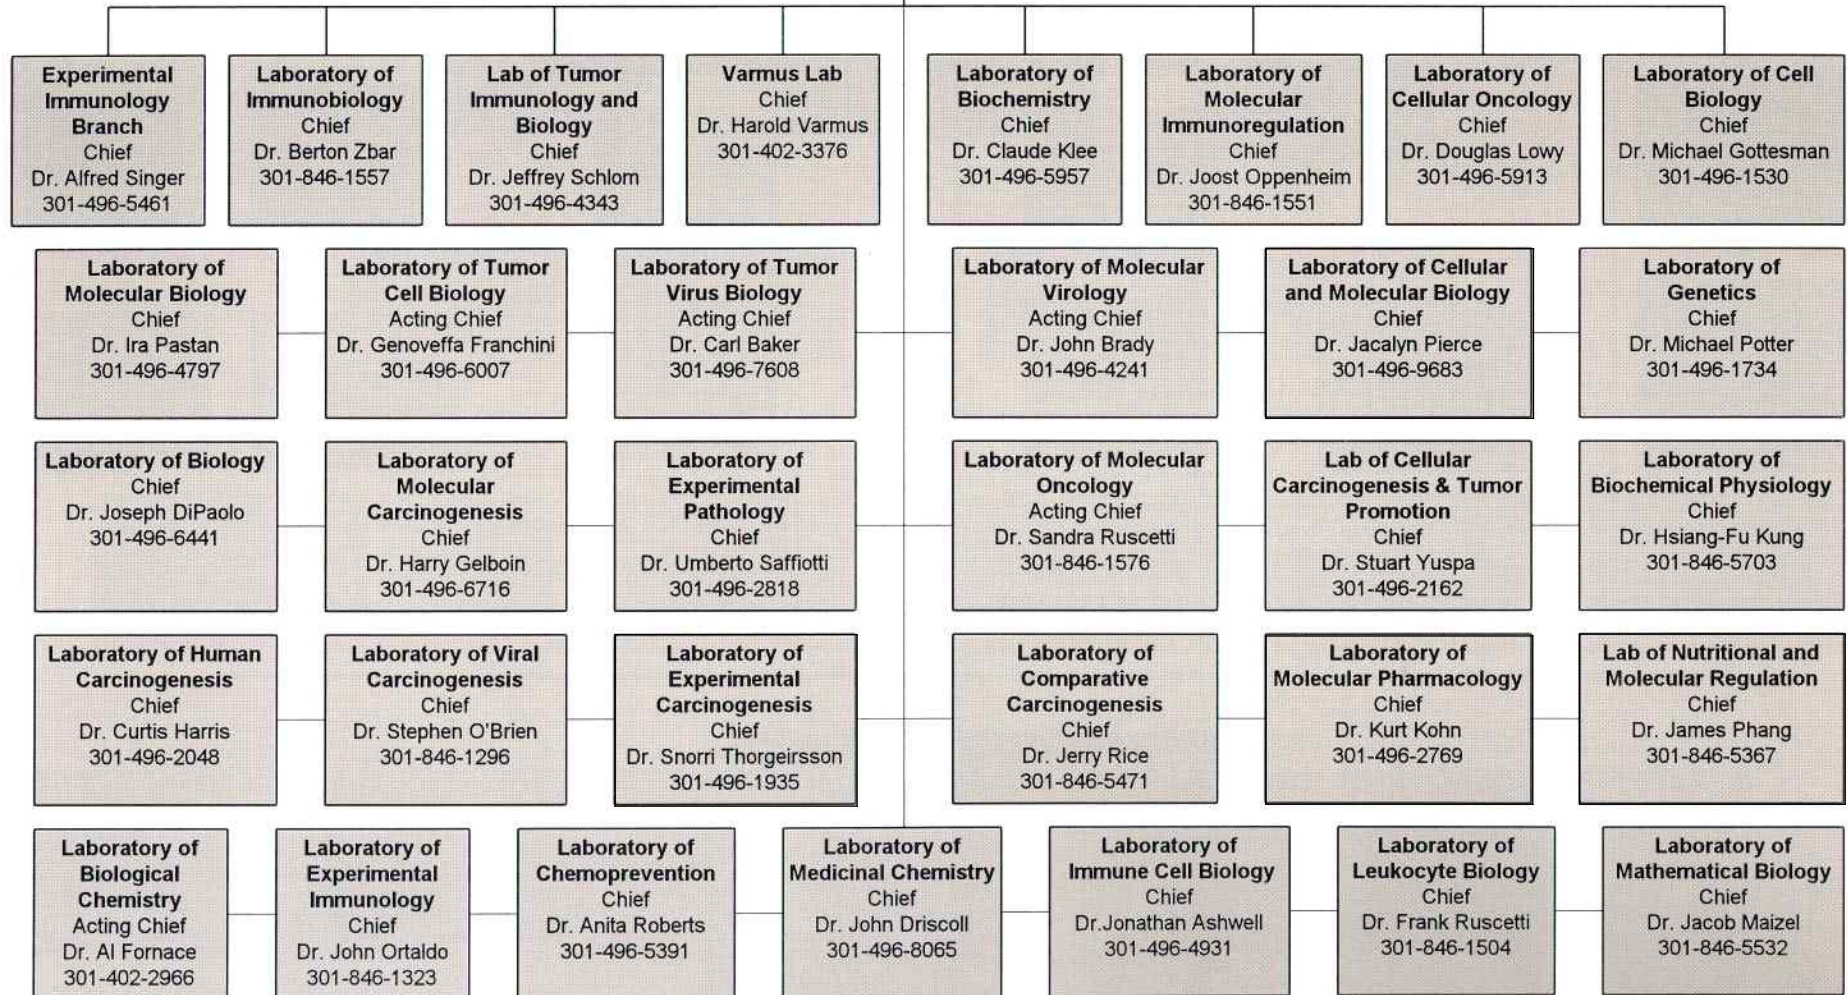 Experimental
Immunology
Branch
Chief
Dr. Alfred Singer
301-496-5461
Laboratory of
Immunobiology
Chief
Dr. Berton Zbar
301-846-1557
Lab of Tumor
Immunology and
Biology
Chief
Dr. Jeffrey Schlom
301-496-4343
Varmus Lab
Chief
Dr. Harold Varmus
301-402-3376
Laboratory of
Biochemistry
Chief
Dr. Claude Klee
301-496-5957
Laboratory of
Molecular
Immunoregulation
Chief
Dr. Joost Oppenheim
301-846-1551
Laboratory of
Cellular Oncology
Chief
Dr. Douglas Lowy
301-496-5913
Laboratory of Cell
Biology
Chief
Dr. Michael Gottesman
301-496-1530
Laboratory of
Molecular Biology
Chief
Dr. Ira Pastan
301-496-4797
Laboratory of Tumor
Cell Biology
Acting Chief
Dr. Genoveffa Franchini
301-496-6007
Laboratory of Tumor
Virus Biology
Acting Chief
Dr. Carl Baker
301-496-7608
Laboratory of Molecular
Virology
Acting Chief
Dr. John Brady
301-496-4241
Laboratory of Cellular
and Molecular Biology
Chief
Dr. Jacalyn Pierce
301-496-9683
Laboratory of
Genetics
Chief
Dr. Michael Potter
301-496-1734
Laboratory of Biology
Chief
Dr. Joseph DiPaolo
301-496-6441
Laboratory of
Molecular
Carcinogenesis
Chief
Dr. Harry Gelboin
301-496-6716
Laboratory of
Experimental
Pathology
Chief
Dr. Umberto Saffiotti
301-496-2818
Laboratory of Molecular
Oncology
Acting Chief
Dr. Sandra Ruscetti
301-846-1576
Lab of Cellular
Carcinogenesis & Tumor
Promotion
Chief
Dr. Stuart Yuspa
301-496-2162
Laboratory of
Biochemical Physiology
Chief
Dr. Hsiang-Fu Kung
301-846-5703
Laboratory of Human
Carcinogenesis
Chief
Dr. Curtis Harris
301-496-2048
Laboratory of Viral
Carcinogenesis
Chief
Dr. Stephen O'Brien
301-846-1296
Laboratory of
Experimental
Carcinogenesis
Chief
Dr. Snorri Thorgeirsson
301-496-1935
Laboratory of
Comparative
Carcinogenesis
Chief
Dr. Jerry Rice
301-846-5471
Laboratory of
Molecular Pharmacology
Chief
Dr. Kurt Kohn
301-496-2769
Lab of Nutritional and
Molecular Regulation
Chief
Dr. James Phang
301-846-5367
Laboratory of
Biological
Chemistry
Acting Chief
Dr. Al Fornace
301-402-2966
Laboratory of
Experimental
Immunology
Chief
Dr. John Ortaldo
301-846-1323
Laboratory of
Chemoprevention
Chief
Dr. Anita Roberts
301-496-5391
Laboratory of
Medicinal Chemistry
Chief
Dr. John Driscoll
301-496-8065
Laboratory of
Immune Cell Biology
Chief
Dr.Jonathan Ashwell
301-496-4931
Laboratory of
Leukocyte Biology
Chief
Dr. Frank Ruscetti
301-846-1504
Laboratory of
Mathematical Biology
Chief
Dr. Jacob Maizel
301-846-5532